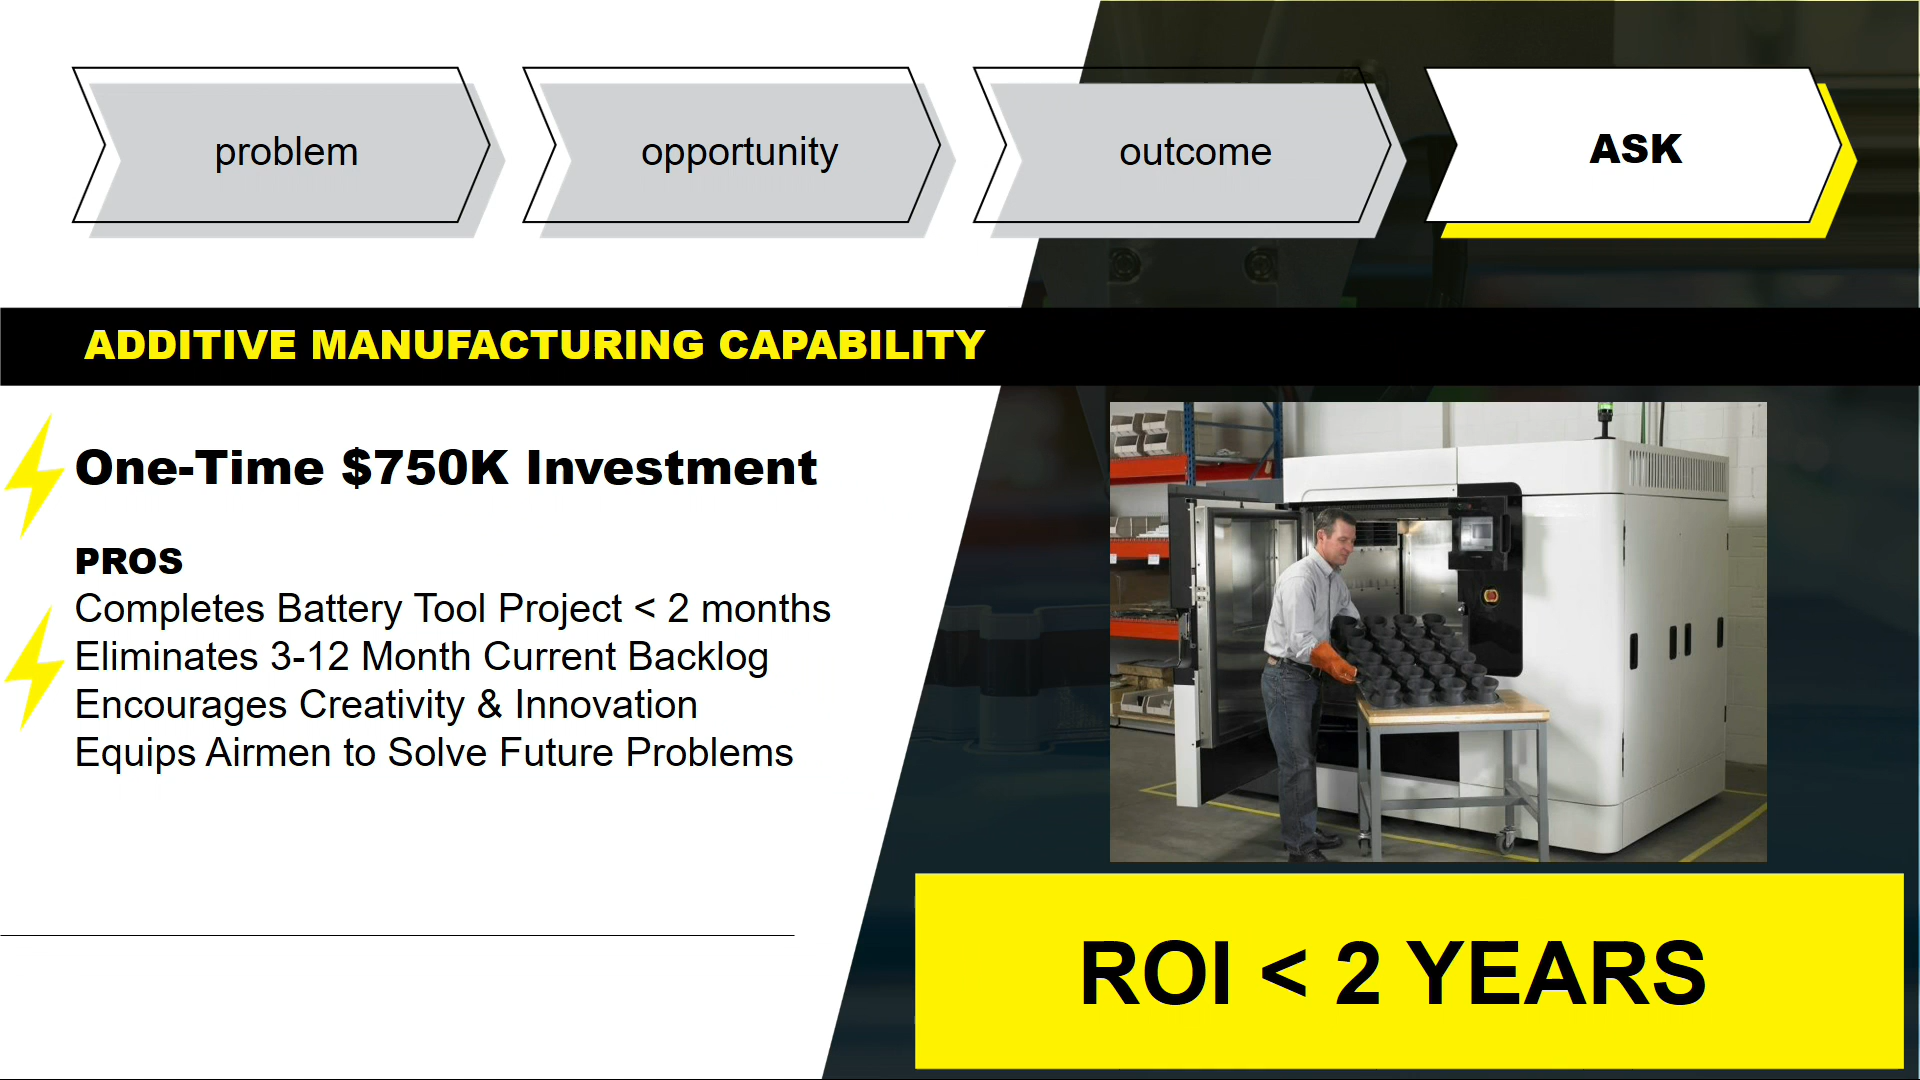 problem
opportunity
outcome
ASK
ADDITIVE MANUFACTURING CAPABILITY
One-Time $750K Investment
PROS
Completes Battery Tool Project < 2 months
Eliminates 3-12 Month Current Backlog
Encourages Creativity & Innovation
Equips Airmen to Solve Future Problems
ROI < 2 YEARS